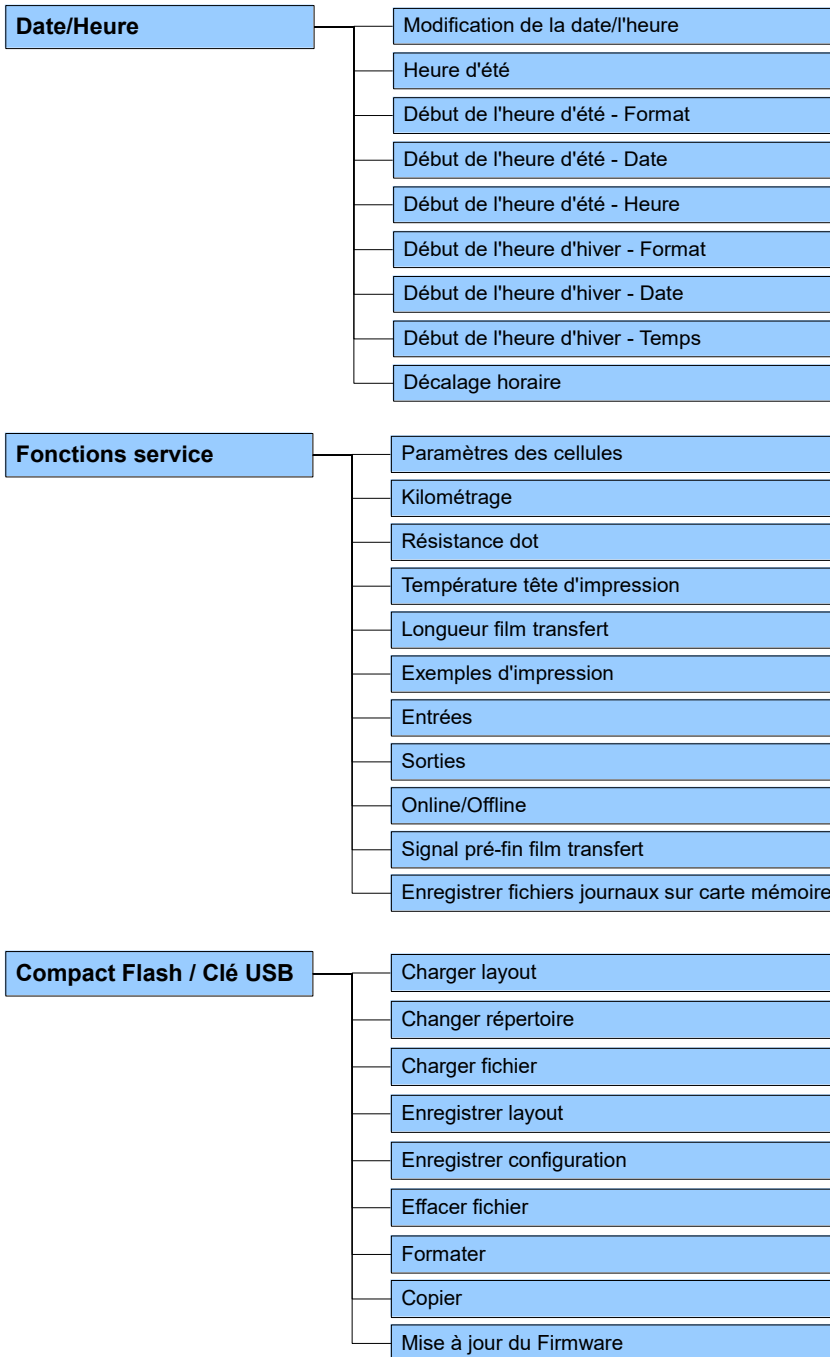 Date/Heure
Modification de la date/l'heure
Heure d'été
Début de l'heure d'été - Format
Début de l'heure d'été - Date
Début de l'heure d'été - Heure
Début de l'heure d'hiver - Format
Début de l'heure d'hiver - Date
Début de l'heure d'hiver - Temps
Décalage horaire
Fonctions service
Paramètres des cellules
Kilométrage
Résistance dot
Température tête d'impression
Longueur film transfert
Exemples d'impression
Entrées
Sorties
Online/Offline
Signal pré-fin film transfert
Enregistrer fichiers journaux sur carte mémoire
Compact Flash / Clé USB
Charger layout
Changer répertoire
Charger fichier
Enregistrer layout
Enregistrer configuration
Effacer fichier
Formater
Copier
Mise à jour du Firmware